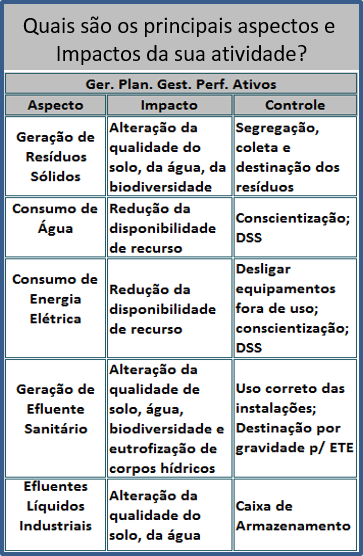 Quais são os principais aspectos e
Impactos da sua atividade?
Ger. Plan. Gest. Perf. Ativos
Aspecto
Impacto
Controle
Geração de
Resíduos
Sólidos
Alteração da
qualidade do
solo, da água, da
biodiversidade
Segregação,
coleta e
destinação dos
resíduos
Consumo de
Água
Redução da
disponibilidade
de recurso
Conscientização;
DSS
Consumo de
Energia
Elétrica
Redução da
disponibilidade
de recurso
Desligar
equipamentos
fora de uso;
conscientização;
DSS
Geração de
Efluente
Sanitário
Alteração da
qualidade de
solo, água,
biodiversidade e
eutrofização de
corpos hídricos
Uso correto das
instalações;
Destinação por
gravidade p/ ETE
Efluentes
Líquidos
Industriais
Alteração da
qualidade do
solo, da água
Caixa de
Armazenamento